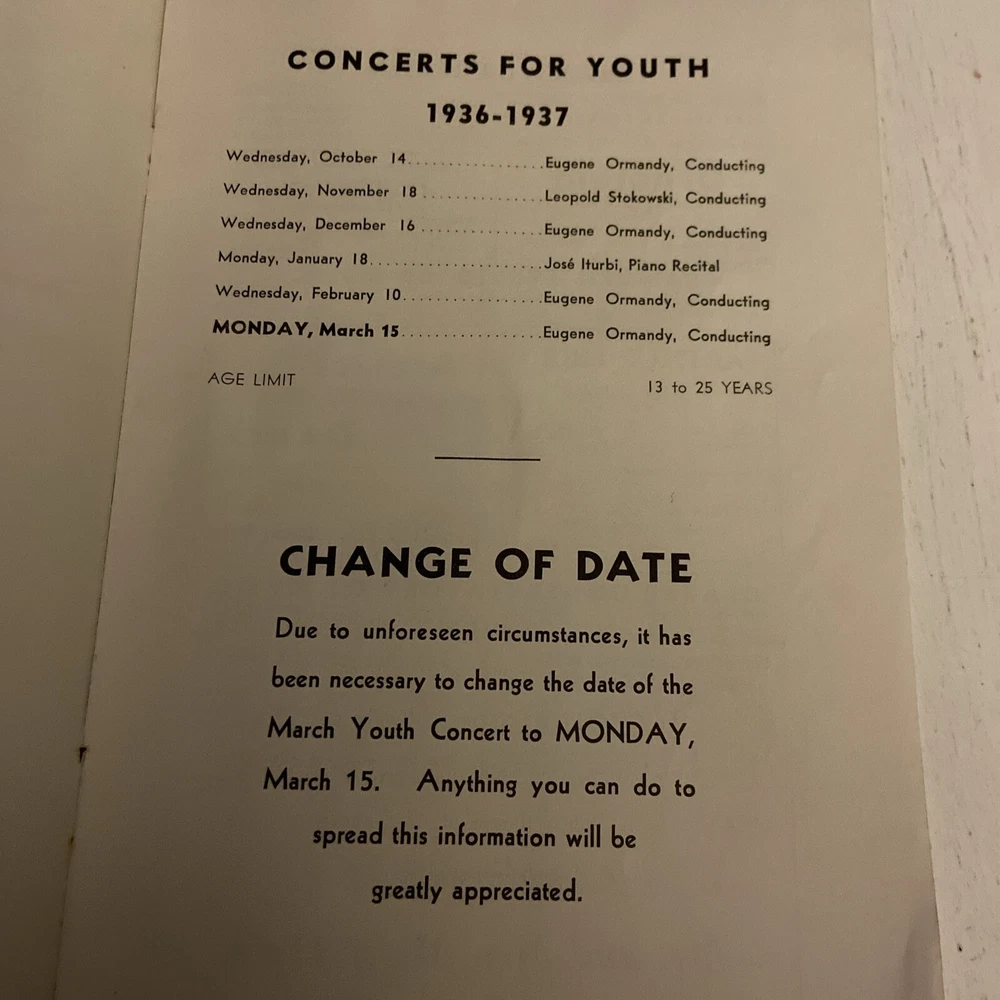 CONCERTS FOR YOUTH
1936-1937
Wednesday, October 14................Eugene Ormandy, Conducting
Wednesday, November 18..............Leopold Stokowski, Conducting
Wednesday, December 16..............Eugene Ormandy, Conducting
Monday, January 18....................José Iturbi, Piano Recital
Wednesday, February 10................Eugene Ormandy, Conducting
MONDAY, March 15................Eugene Ormandy, Conducting
AGE LIMIT 13 to 25 YEARS
CHANGE OF DATE
Due to unforeseen circumstances, it has
been necessary to change the date of the
March Youth Concert to MONDAY,
March 15. Anything you can do to
spread this information will be
greatly appreciated.